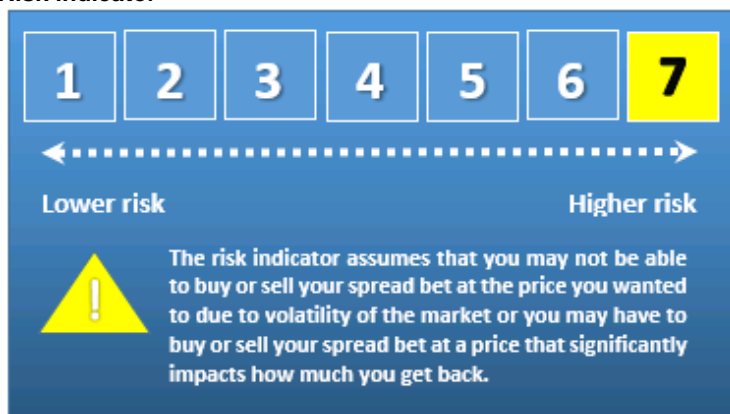 Risk Indicator
1 2 3 4 5 6 7
Lower risk Higher risk
!
The risk indicator assumes that you may not be able
to buy or sell your spread bet at the price you wanted
to due to volatility of the market or you may have to
buy or sell your spread bet at a price that significantly
impacts how much you get back.